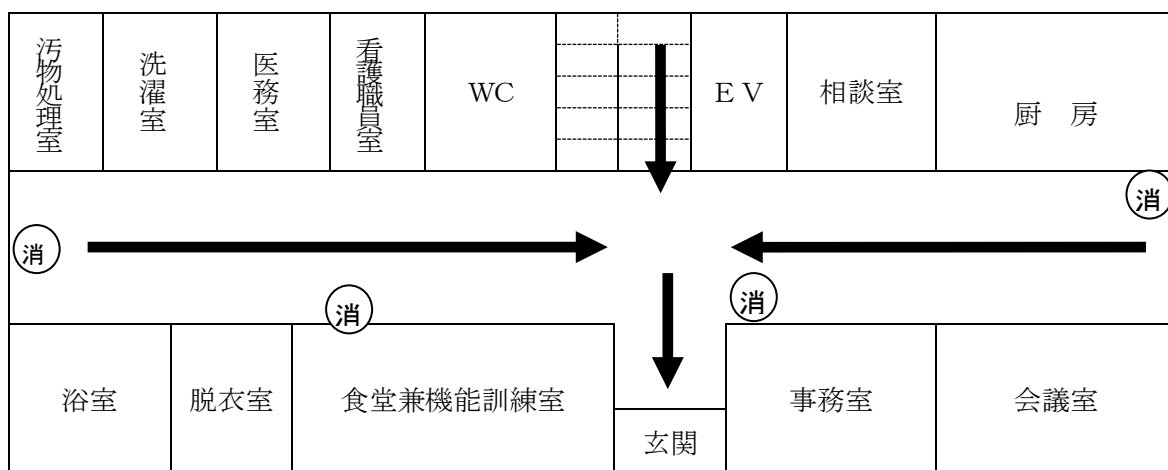 汚物処理室
洗濯室
医務室
看護職員室
WC
ＥＶ
相談室
厨　房
消
消
消
消
浴室
脱衣室
食堂兼機能訓練室
玄関
事務室
会議室